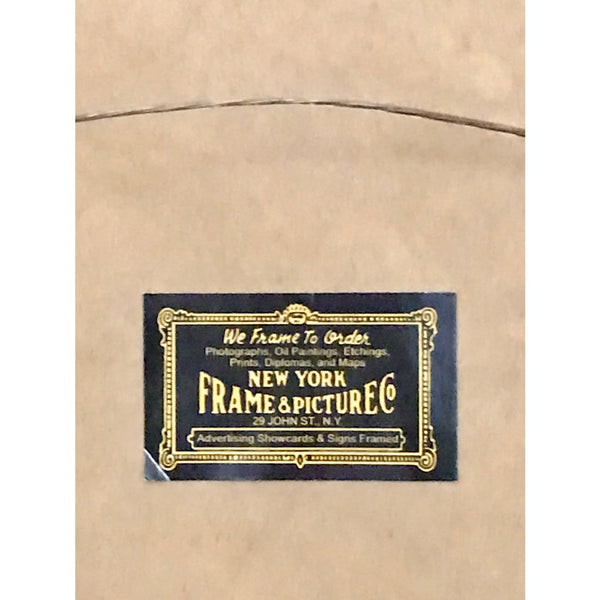 We Frame To Order
Photographs, Oil Paintings, Etchings,
Prints, Diplomas, and Maps
NEW YORK
FRAME & PICTURE Co
29 JOHN ST., N.Y.
Advertising Showcards & Signs Framed